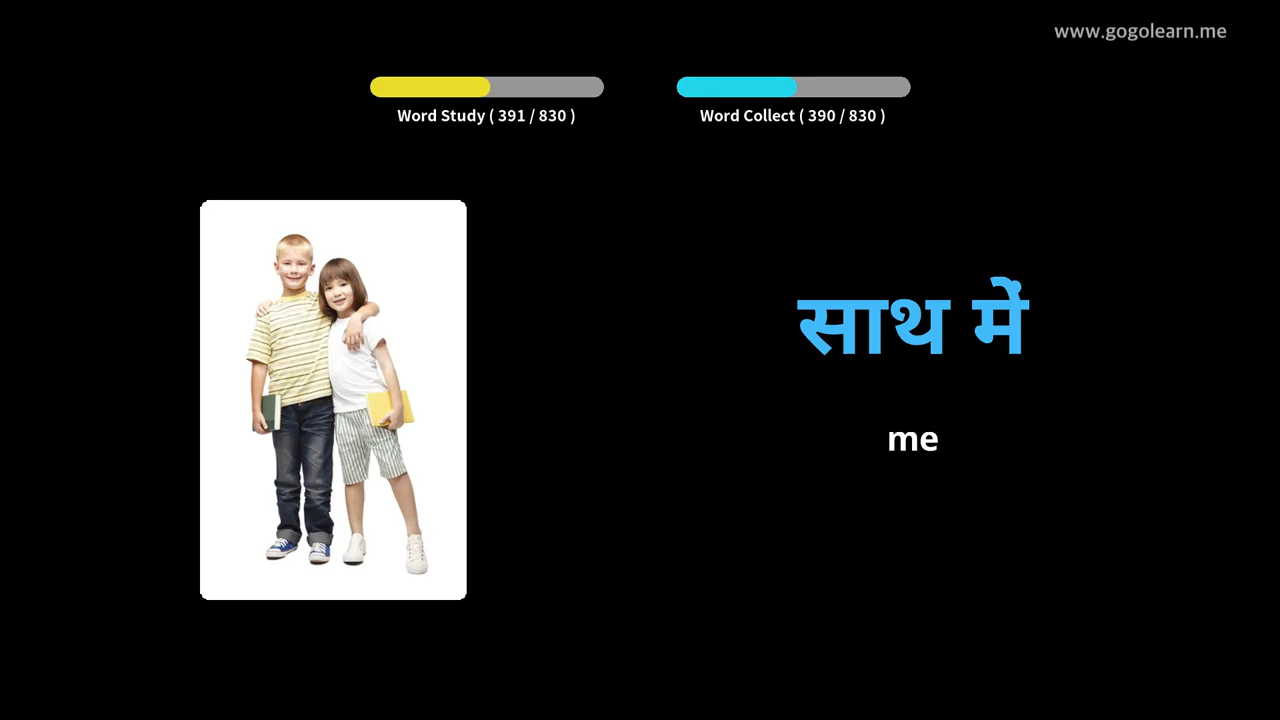 www.gogolearn.me
Word Study ( 391 / 830 )
Word Collect ( 390 / 830 )
साथ में
me